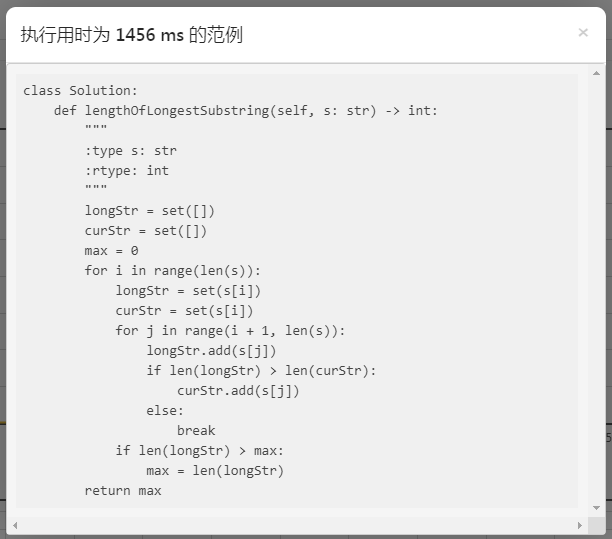 执行用时为 1456 ms 的范例
×
class Solution:
    def lengthOfLongestSubstring(self, s: str) -> int:
        """
        :type s: str
        :rtype: int
        """
        longStr = set([])
        curStr = set([])
        max = 0
        for i in range(len(s)):
            longStr = set(s[i])
            curStr = set(s[i])
            for j in range(i + 1, len(s)):
                longStr.add(s[j])
                if len(longStr) > len(curStr):
                    curStr.add(s[j])
                else:
                    break
            if len(longStr) > max:
                max = len(longStr)
        return max